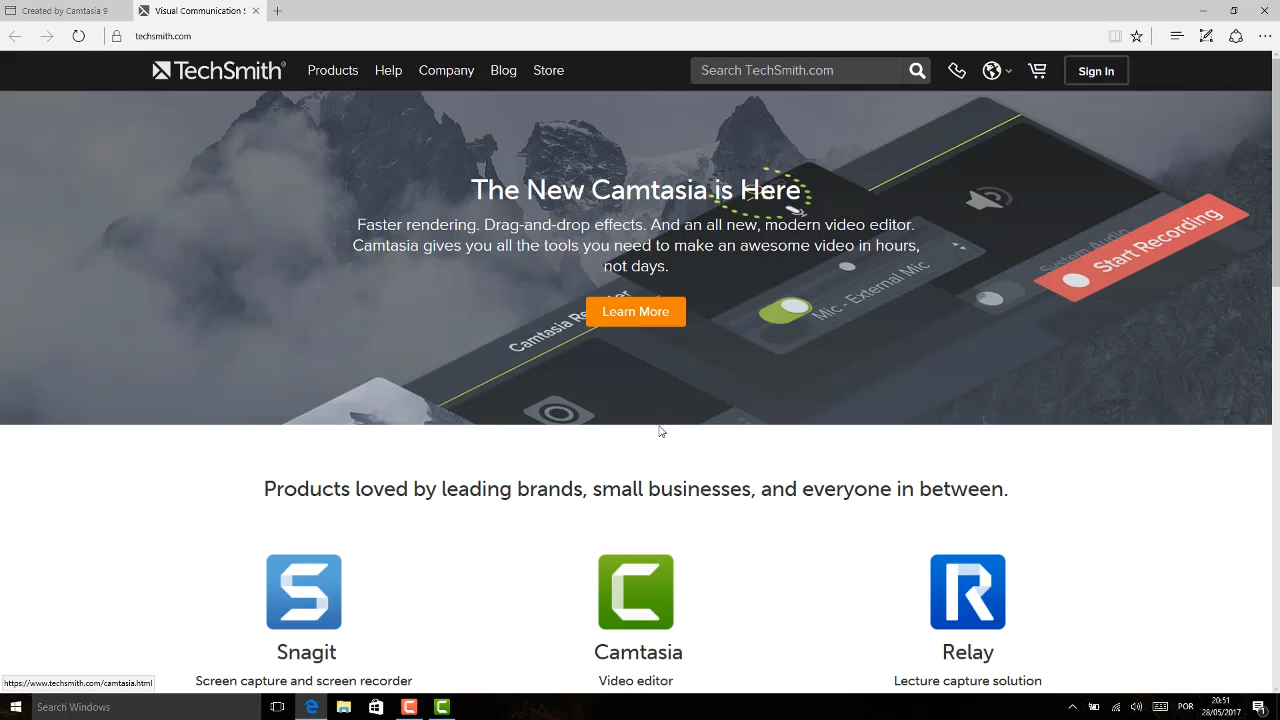 Created by Camtasia 9
Visual Communication S
techsmith.com
TechSmith®
Products
Help
Company
Blog
Store
Search TechSmith.com
Sign In
The New Camtasia is Here
Faster rendering. Drag-and-drop effects. And an all new, modern video editor.
Camtasia gives you all the tools you need to make an awesome video in hours,
not days.
Learn More
Start Recording
System Audio
Mic - External Mic
Products loved by leading brands, small businesses, and everyone in between.
Snagit
Camtasia
Relay
Screen capture and screen recorder
Video editor
Lecture capture solution
https://www.techsmith.com/camtasia.html
Search Windows
POR
20:51
28/05/2017